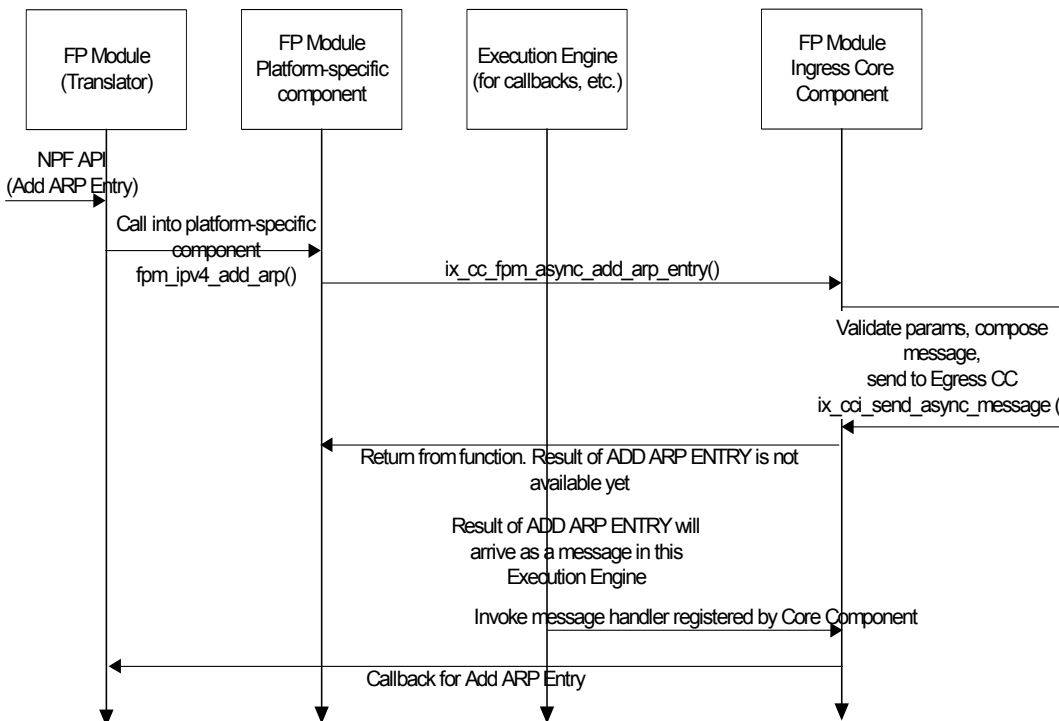 FP Module
(Translator)
FP Module
Platform-specific
component
Execution Engine
(for callbacks, etc.)
FP Module
Ingress Core
Component
NPF API
(Add ARP Entry)
Call into platform-specific
component
fpm_ipv4_add_arp()
ix_cc_fpm_async_add_arp_entry()
Validate params, compose
message,
send to Egress CC
ix_cci_send_async_message (
Return from function. Result of ADD ARP ENTRY is not
available yet
Result of ADD ARP ENTRY will
arrive as a message in this
Execution Engine
Invoke message handler registered by Core Component
Callback for Add ARP Entry